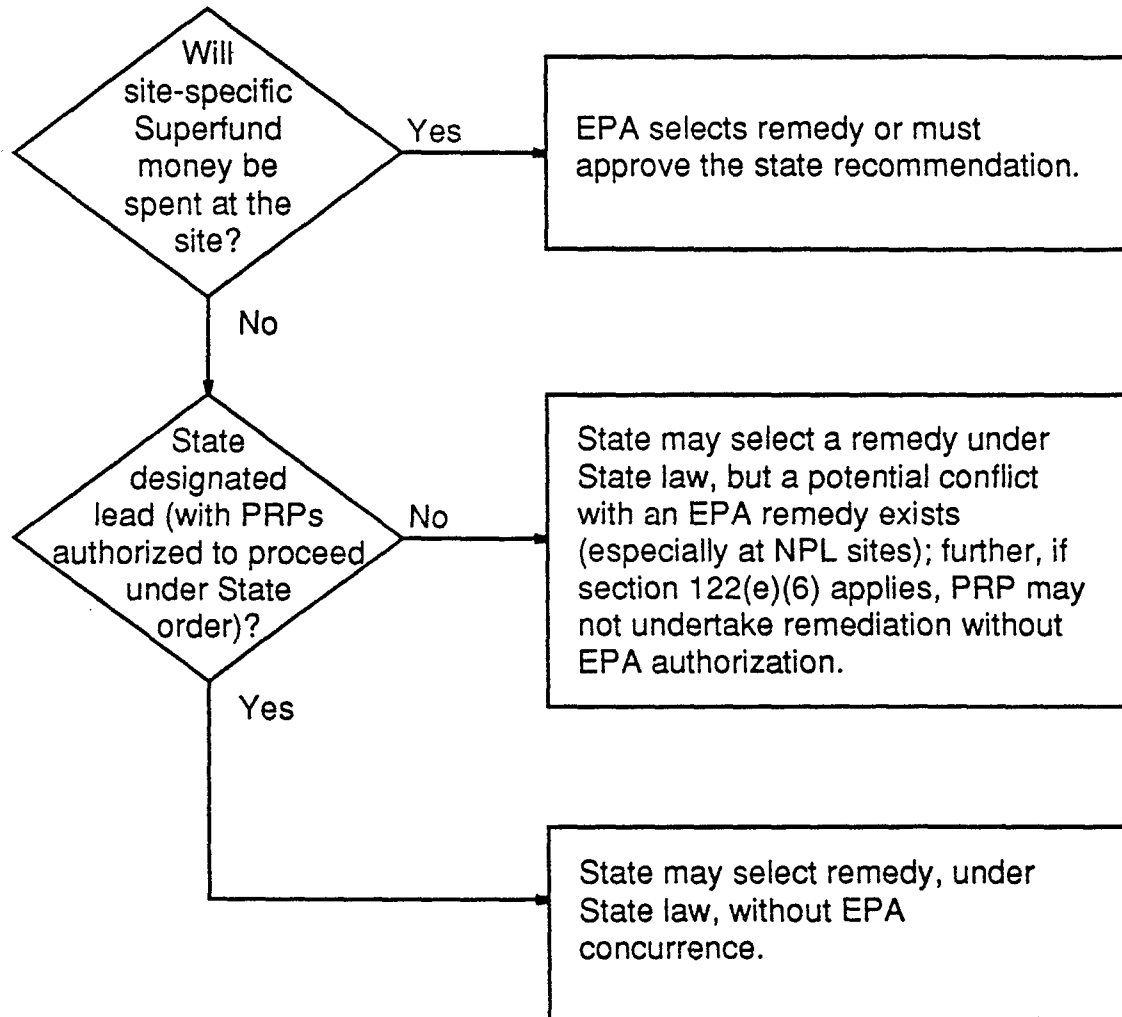 Will
site-specific
Superfund
money be
spent at the
site?
Yes
EPA selects remedy or must
approve the state recommendation.
No
State
designated
lead (with PRPs
authorized to proceed
under State
order)?
No
State may select a remedy under
State law, but a potential conflict
with an EPA remedy exists
(especially at NPL sites); further, if
section 122(e)(6) applies, PRP may
not undertake remediation without
EPA authorization.
Yes
State may select remedy, under
State law, without EPA
concurrence.